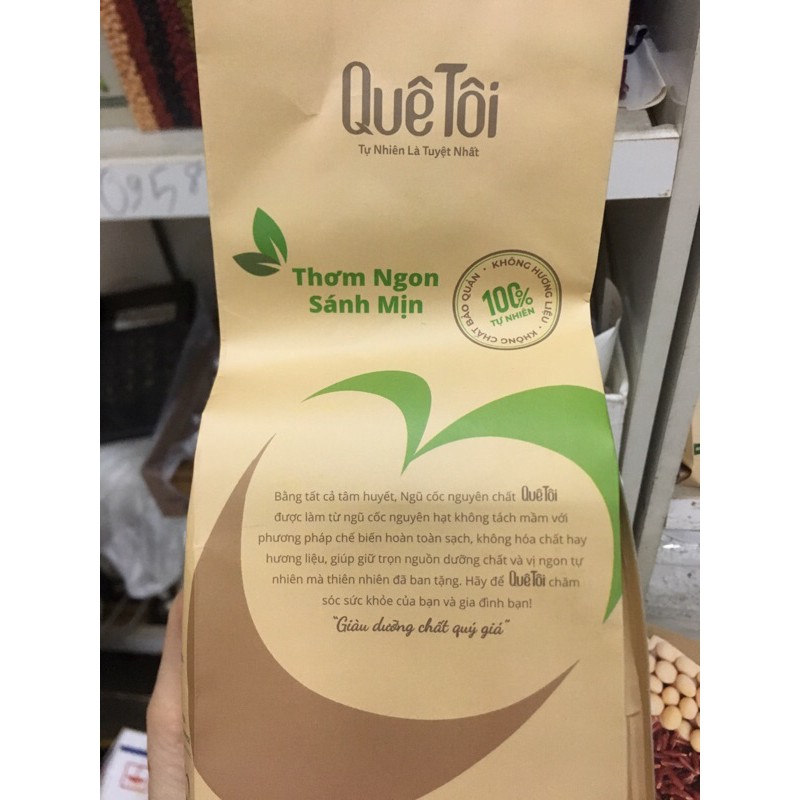 QuêTôi
Tự Nhiên Là Tuyệt Nhất
Thơm Ngon
Sánh Mịn
KHÔNG HƯƠNG LIỆU • KHÔNG CHẤT BẢO QUẢN •
100%
TỰ NHIÊN
Bằng tất cả tâm huyết, Ngũ cốc nguyên chất QuêTôi
được làm từ ngũ cốc nguyên hạt không tách mầm với
phương pháp chế biến hoàn toàn sạch, không hóa chất hay
hương liệu, giúp giữ trọn nguồn dưỡng chất và vị ngon tự
nhiên mà thiên nhiên đã ban tặng. Hãy để QuêTôi chăm
sóc sức khỏe của bạn và gia đình bạn!
"Giàu dưỡng chất quý giá"
0958